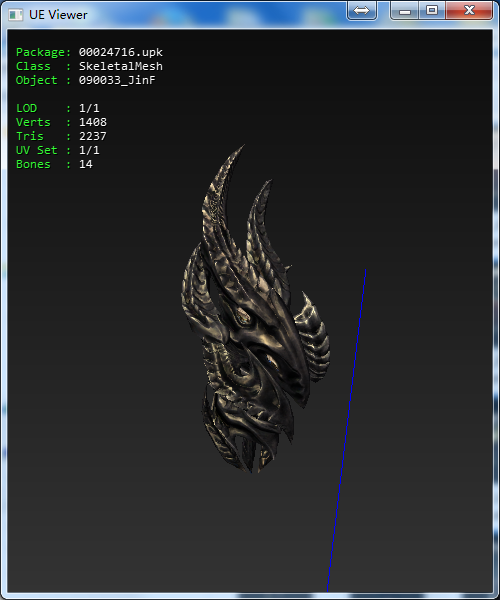 UE Viewer
Package: 00024716.upk
Class  : SkeletalMesh
Object : 090033_JinF
LOD    : 1/1
Verts  : 1408
Tris   : 2237
UV Set : 1/1
Bones  : 14